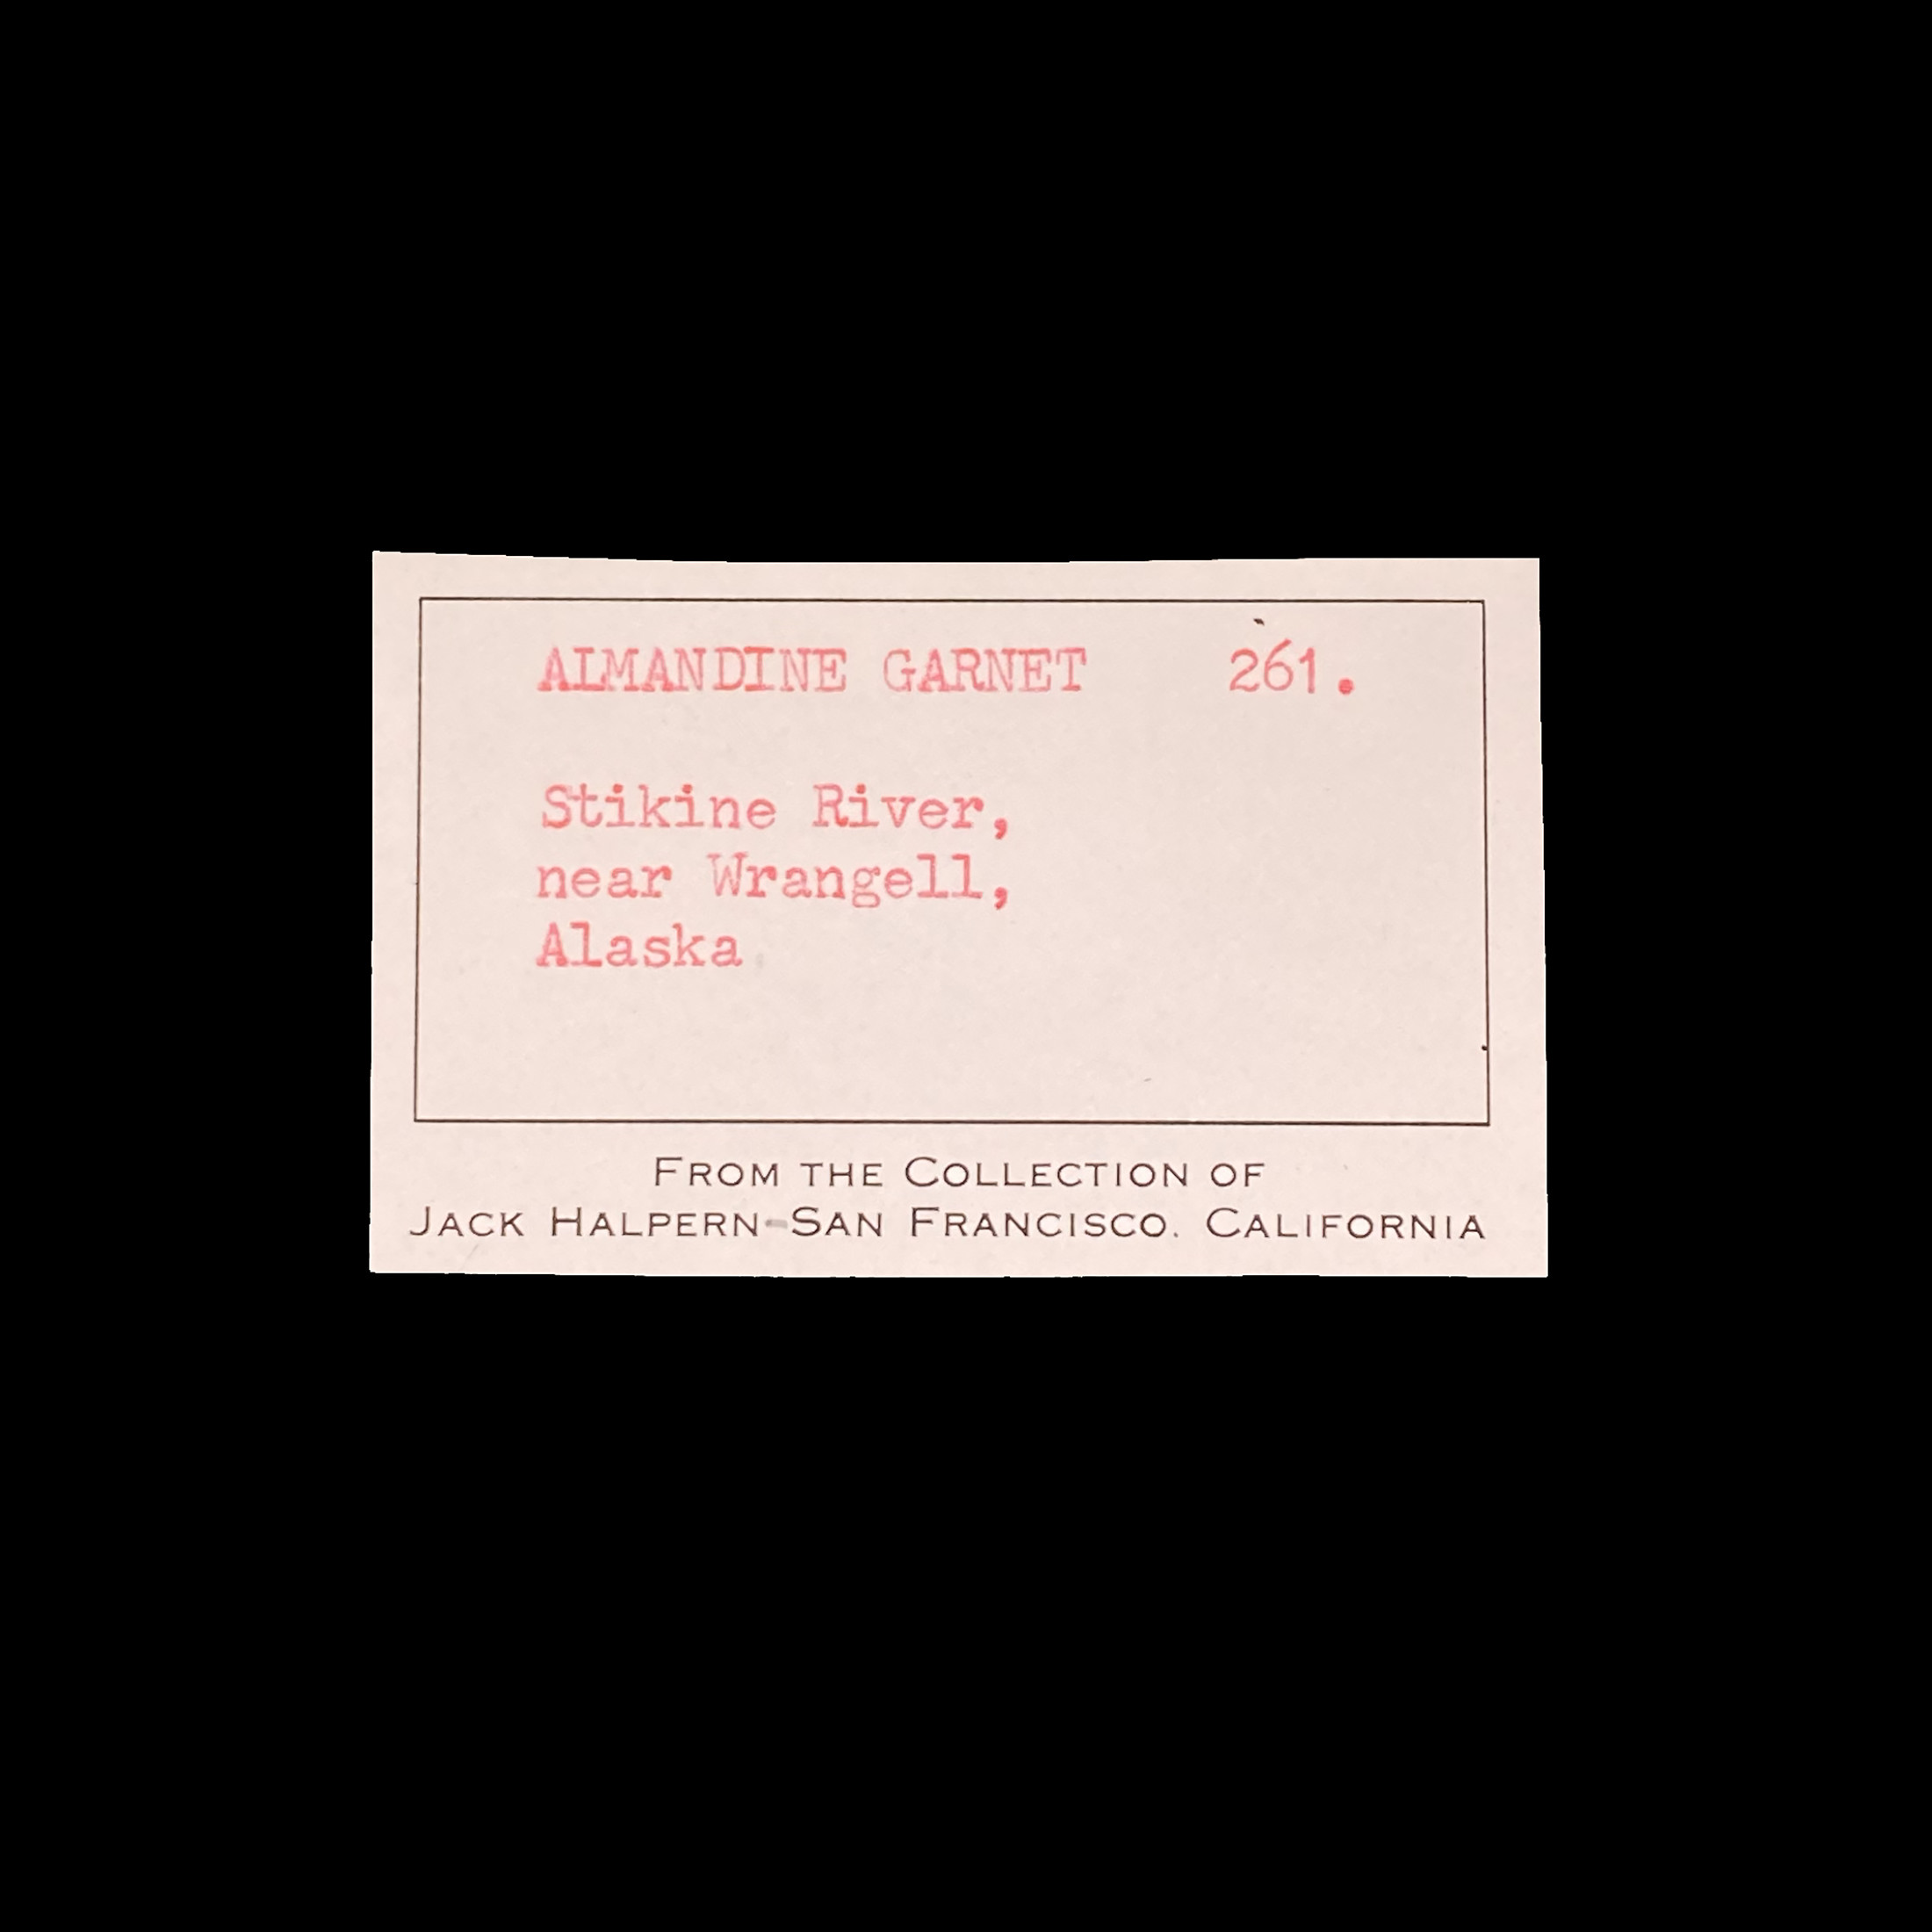 ALMANDINE GARNET 261.
Stikine River,
near Wrangell,
Alaska
FROM THE COLLECTION OF
JACK HALPERN-SAN FRANCISCO. CALIFORNIA